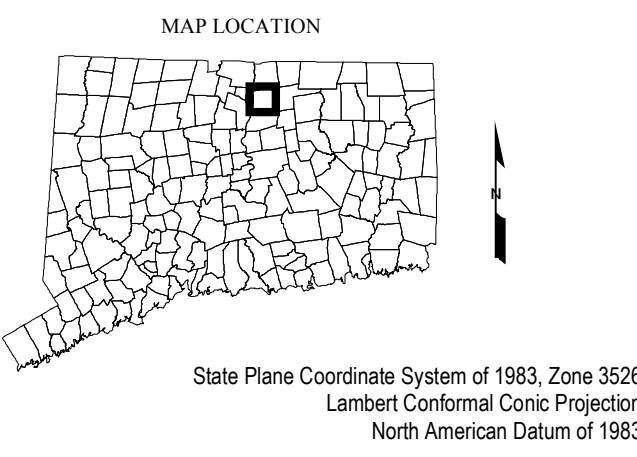 MAP LOCATION
N
State Plane Coordinate System of 1983, Zone 3526
Lambert Conformal Conic Projection
North American Datum of 1983